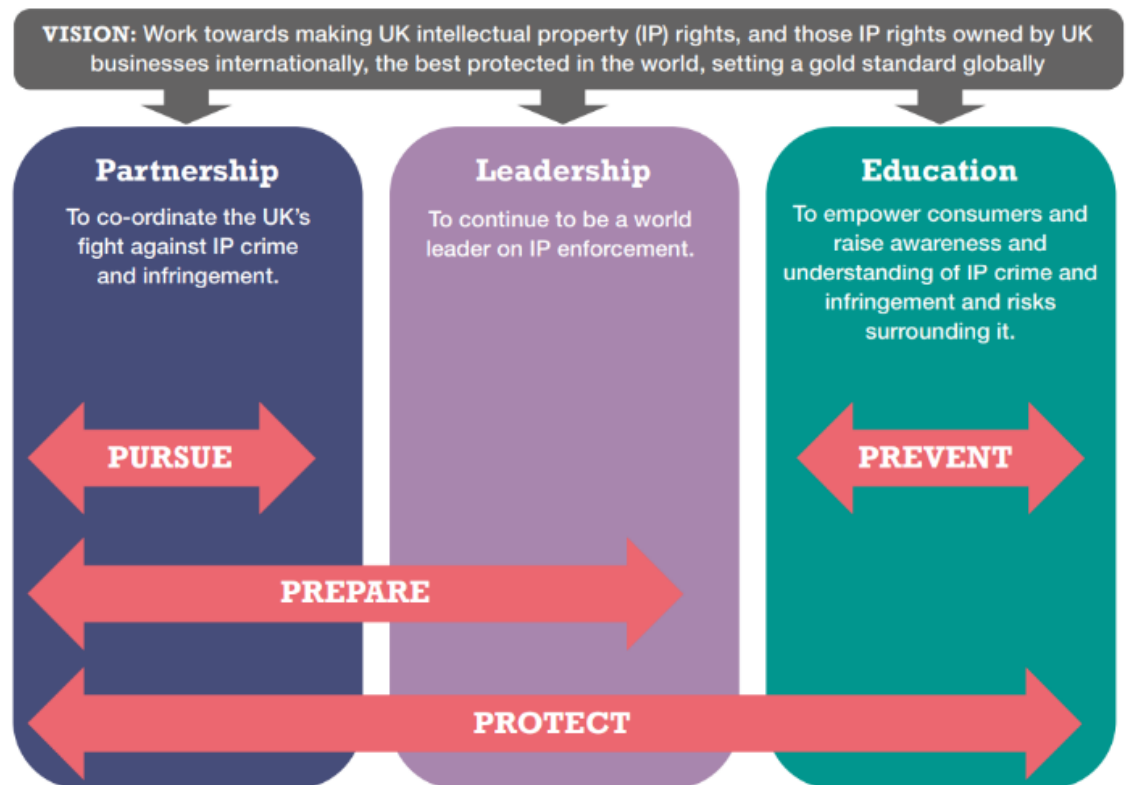 VISION: Work towards making UK intellectual property (IP) rights, and those IP rights owned by UK
businesses internationally, the best protected in the world, setting a gold standard globally
Partnership
To co-ordinate the UK’s
fight against IP crime
and infringement.
Leadership
To continue to be a world
leader on IP enforcement.
Education
To empower consumers and
raise awareness and
understanding of IP crime and
infringement and risks
surrounding it.
PURSUE
PREVENT
PREPARE
PROTECT